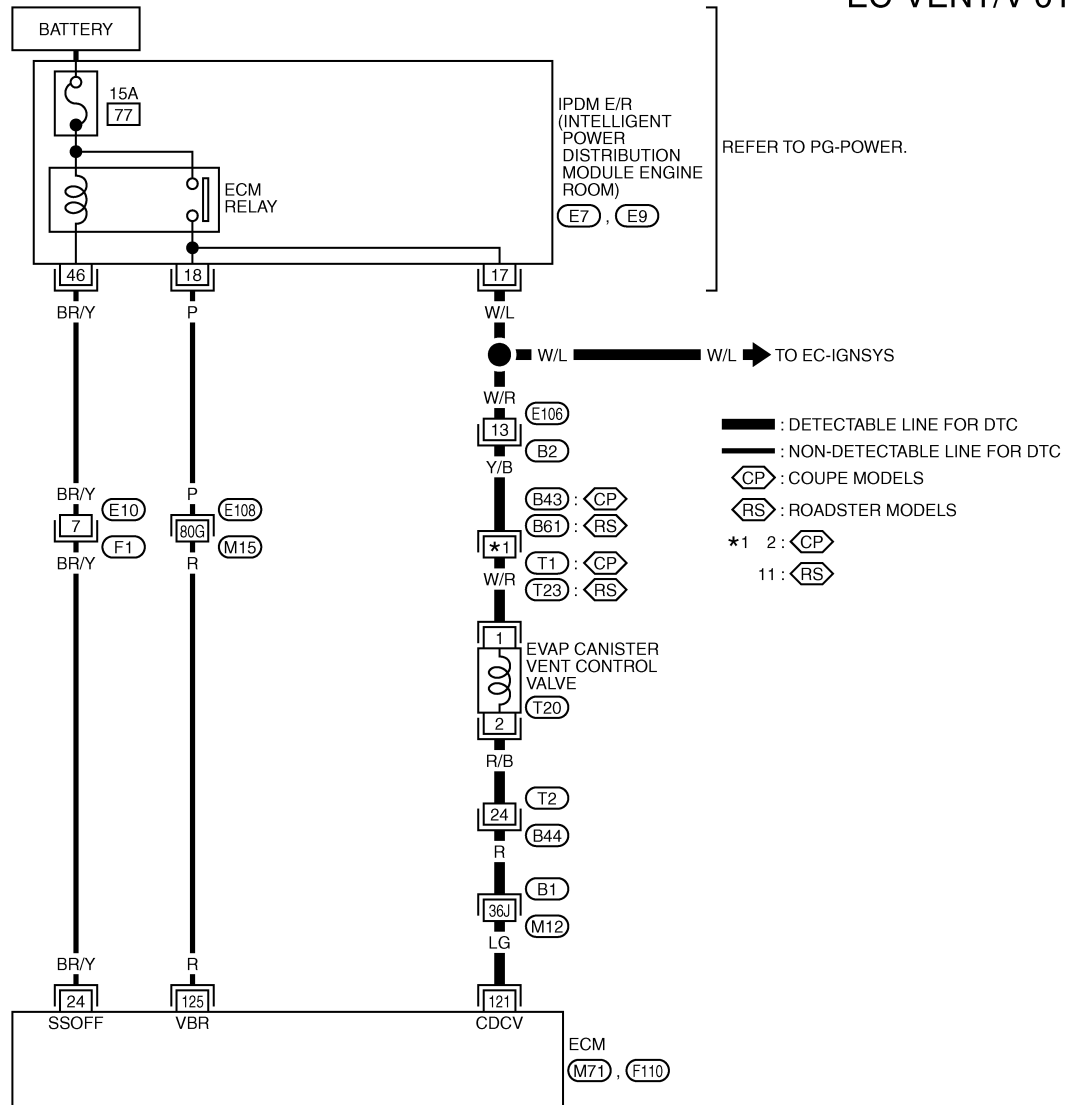 EC-VENT/V-01
BATTERY
15A
77
IPDM E/R
(INTELLIGENT
POWER
DISTRIBUTION
MODULE ENGINE
ROOM)
E7 , E9
REFER TO PG-POWER.
ECM
RELAY
46
18
17
BR/Y
P
W/L
W/L
W/L
TO EC-IGNSYS
W/R
E106
13
B2
Y/B
: DETECTABLE LINE FOR DTC
: NON-DETECTABLE LINE FOR DTC
CP : COUPE MODELS
RS : ROADSTER MODELS
*1 2 : CP
11 : RS
BR/Y
P
E10
E108
7
80G
F1
M15
BR/Y
R
B43 : CP
B61 : RS
*1
T1 : CP
T23 : RS
W/R
1
EVAP CANISTER
VENT CONTROL
VALVE
T20
2
R/B
T2
24
B44
R
B1
36J
M12
LG
BR/Y
R
24
125
121
SSOFF
VBR
CDCV
ECM
M71 , F110